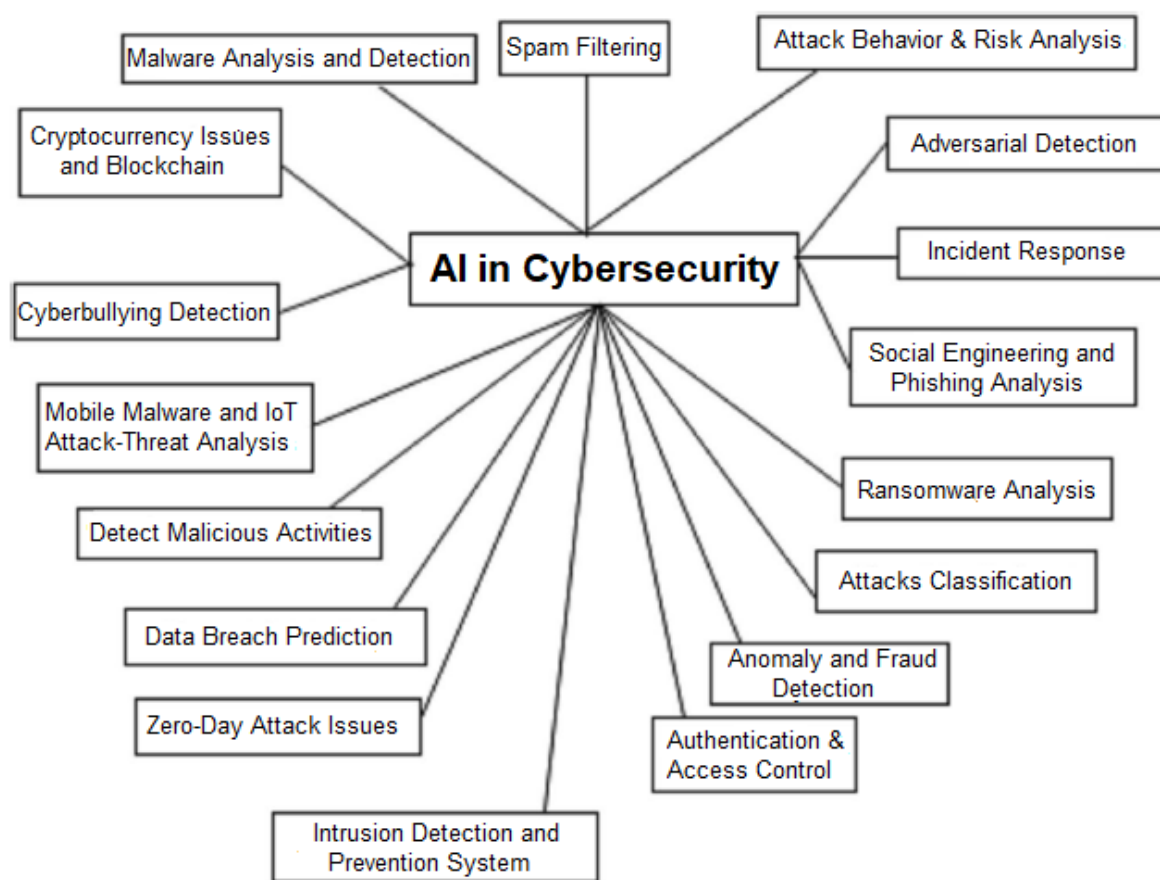 Spam Filtering
Attack Behavior & Risk Analysis
Malware Analysis and Detection
Cryptocurrency Issues
and Blockchain
Adversarial Detection
AI in Cybersecurity
Incident Response
Cyberbullying Detection
Social Engineering and
Phishing Analysis
Mobile Malware and IoT
Attack-Threat Analysis
Ransomware Analysis
Detect Malicious Activities
Attacks Classification
Data Breach Prediction
Anomaly and Fraud
Detection
Zero-Day Attack Issues
Authentication &
Access Control
Intrusion Detection and
Prevention System